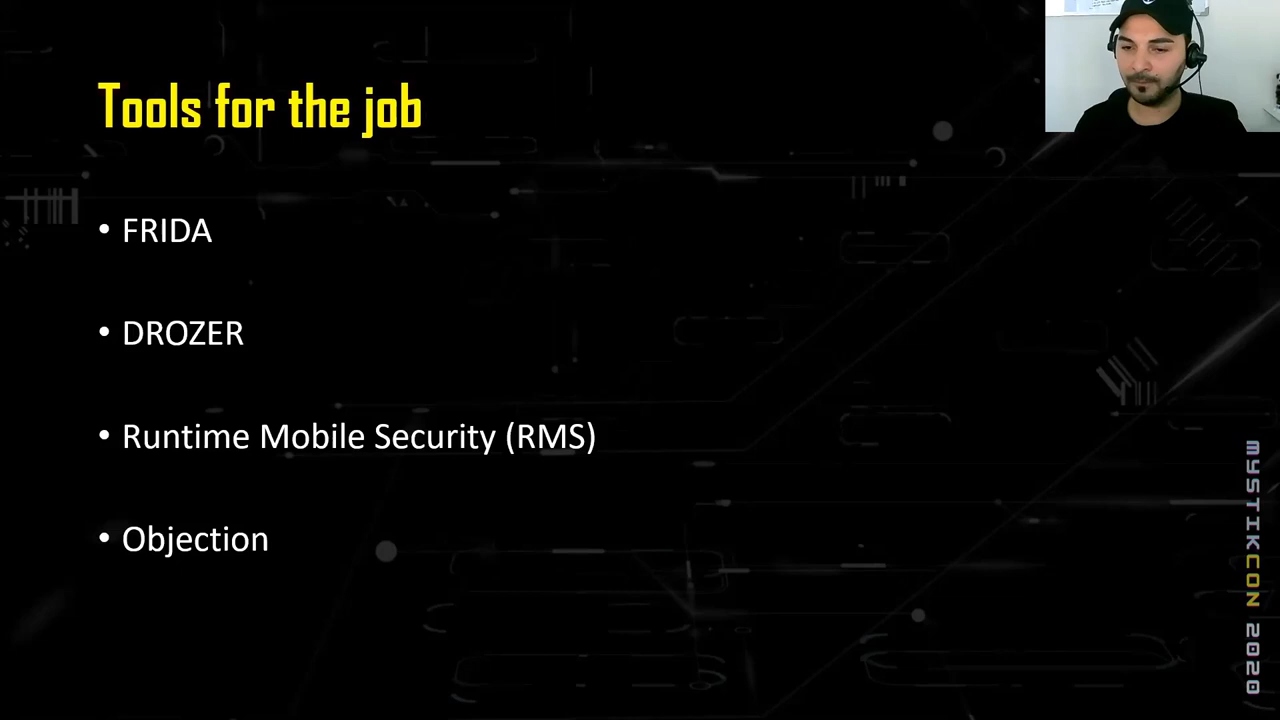 Tools for the job
• FRIDA
• DROZER
• Runtime Mobile Security (RMS)
• Objection
MYSTIKCON 2020